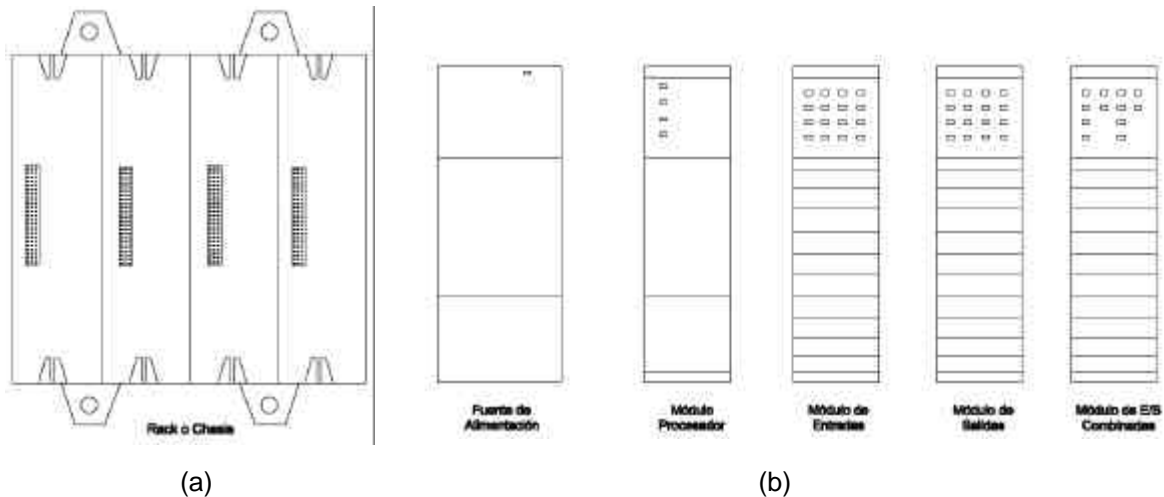 Rack o Chasis
Fuente de
Alimentación
Módulo
Procesador
Módulo de
Entradas
Módulo de
Salidas
Módulo de E/S
Combinadas
(a)
(b)